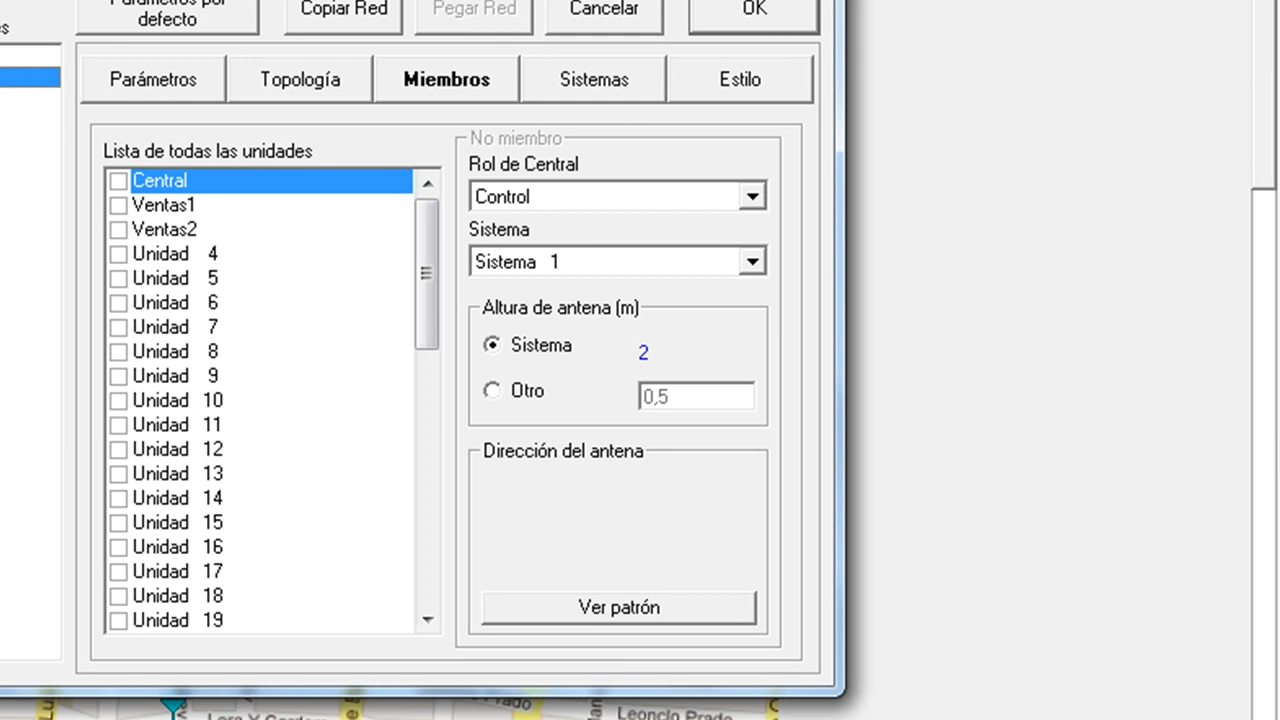 Parámetros por
defecto
Copiar Red
Pegar Red
Cancelar
OK
es
Parámetros
Topología
Miembros
Sistemas
Estilo
Lista de todas las unidades
Central
Ventas1
Ventas2
Unidad 4
Unidad 5
Unidad 6
Unidad 7
Unidad 8
Unidad 9
Unidad 10
Unidad 11
Unidad 12
Unidad 13
Unidad 14
Unidad 15
Unidad 16
Unidad 17
Unidad 18
Unidad 19
No miembro
Rol de Central
Control
Sistema
Sistema 1
Altura de antena (m)
Sistema 2
Otro 0,5
Dirección del antena
Ver patrón
Prado
Leoncio Prado